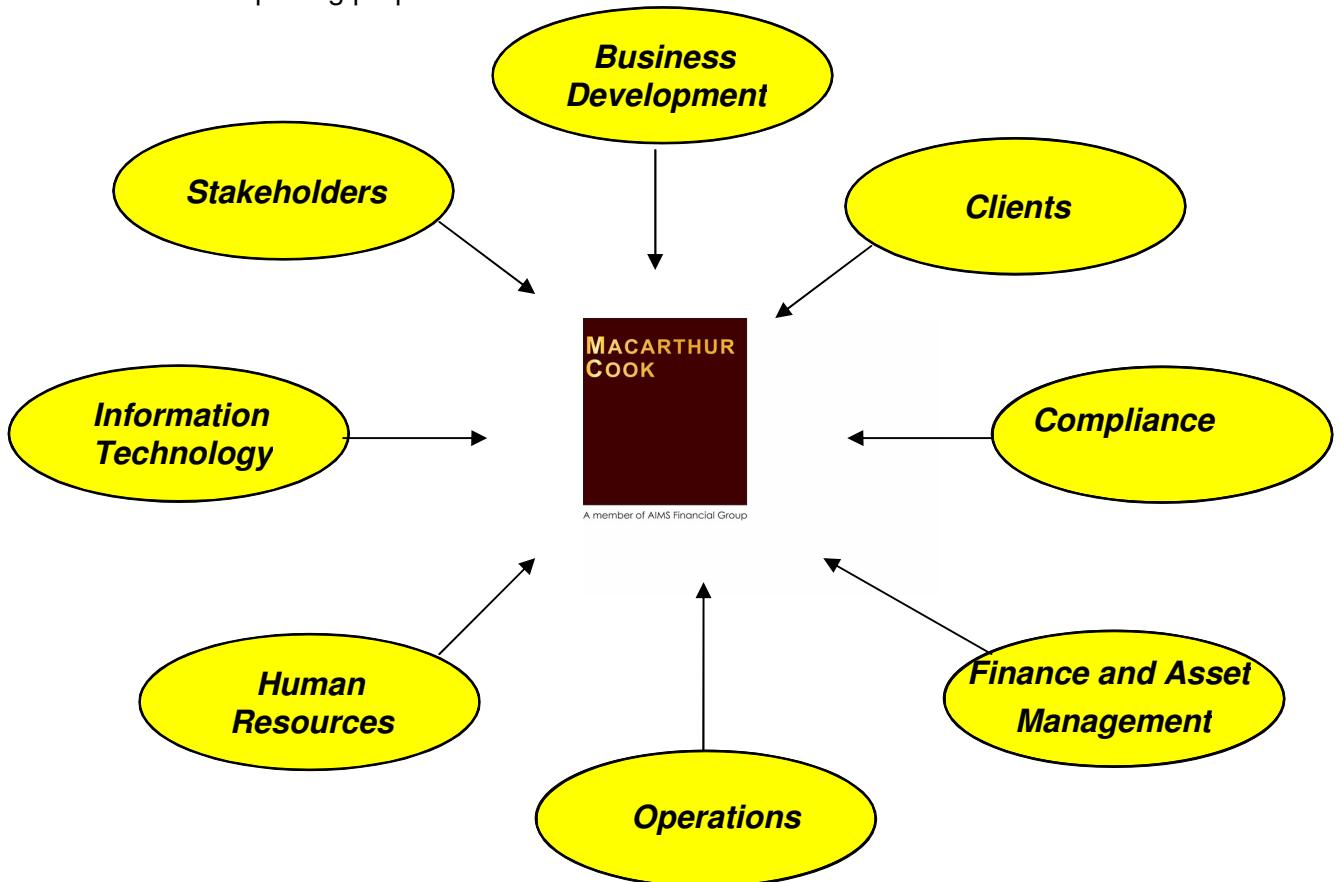 Business
Development
Stakeholders
Clients
MACARTHUR
COOK
A member of AIMS Financial Group
Information
Technology
Compliance
Human
Resources
Finance and Asset
Management
Operations